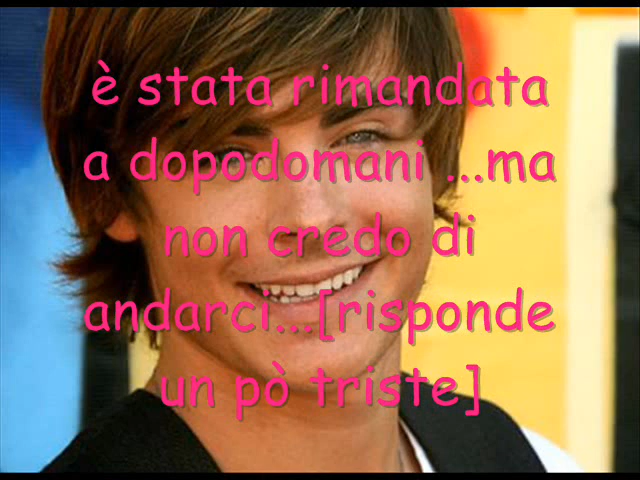 è stata rimandata
a dopodomani ...ma
non credo di
andarci...[risponde
un pò triste]